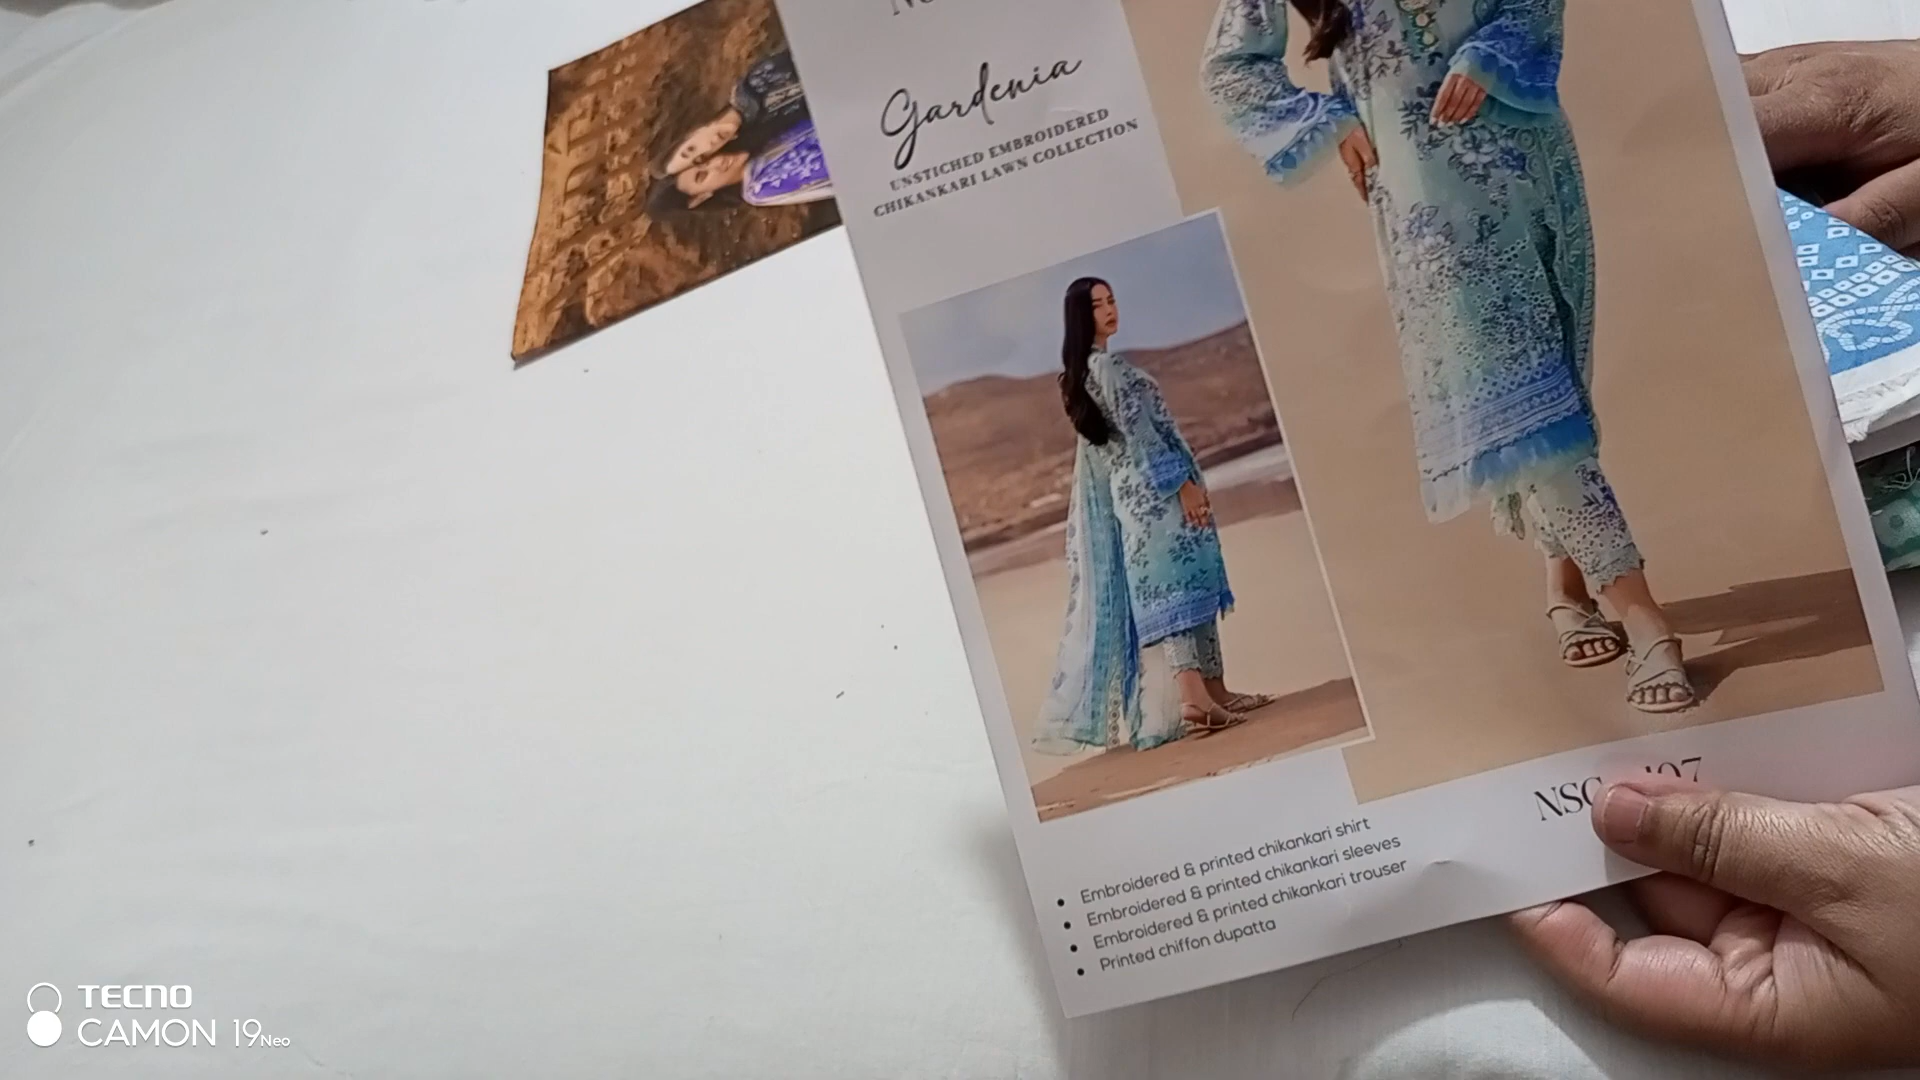 Gardenia
UNSTICHED EMBROIDERED
CHIKANKARI LAWN COLLECTION
• Embroidered & printed chikankari shirt
• Embroidered & printed chikankari sleeves
• Embroidered & printed chikankari trouser
• Printed chiffon dupatta
TECNO
CAMON 19Neo